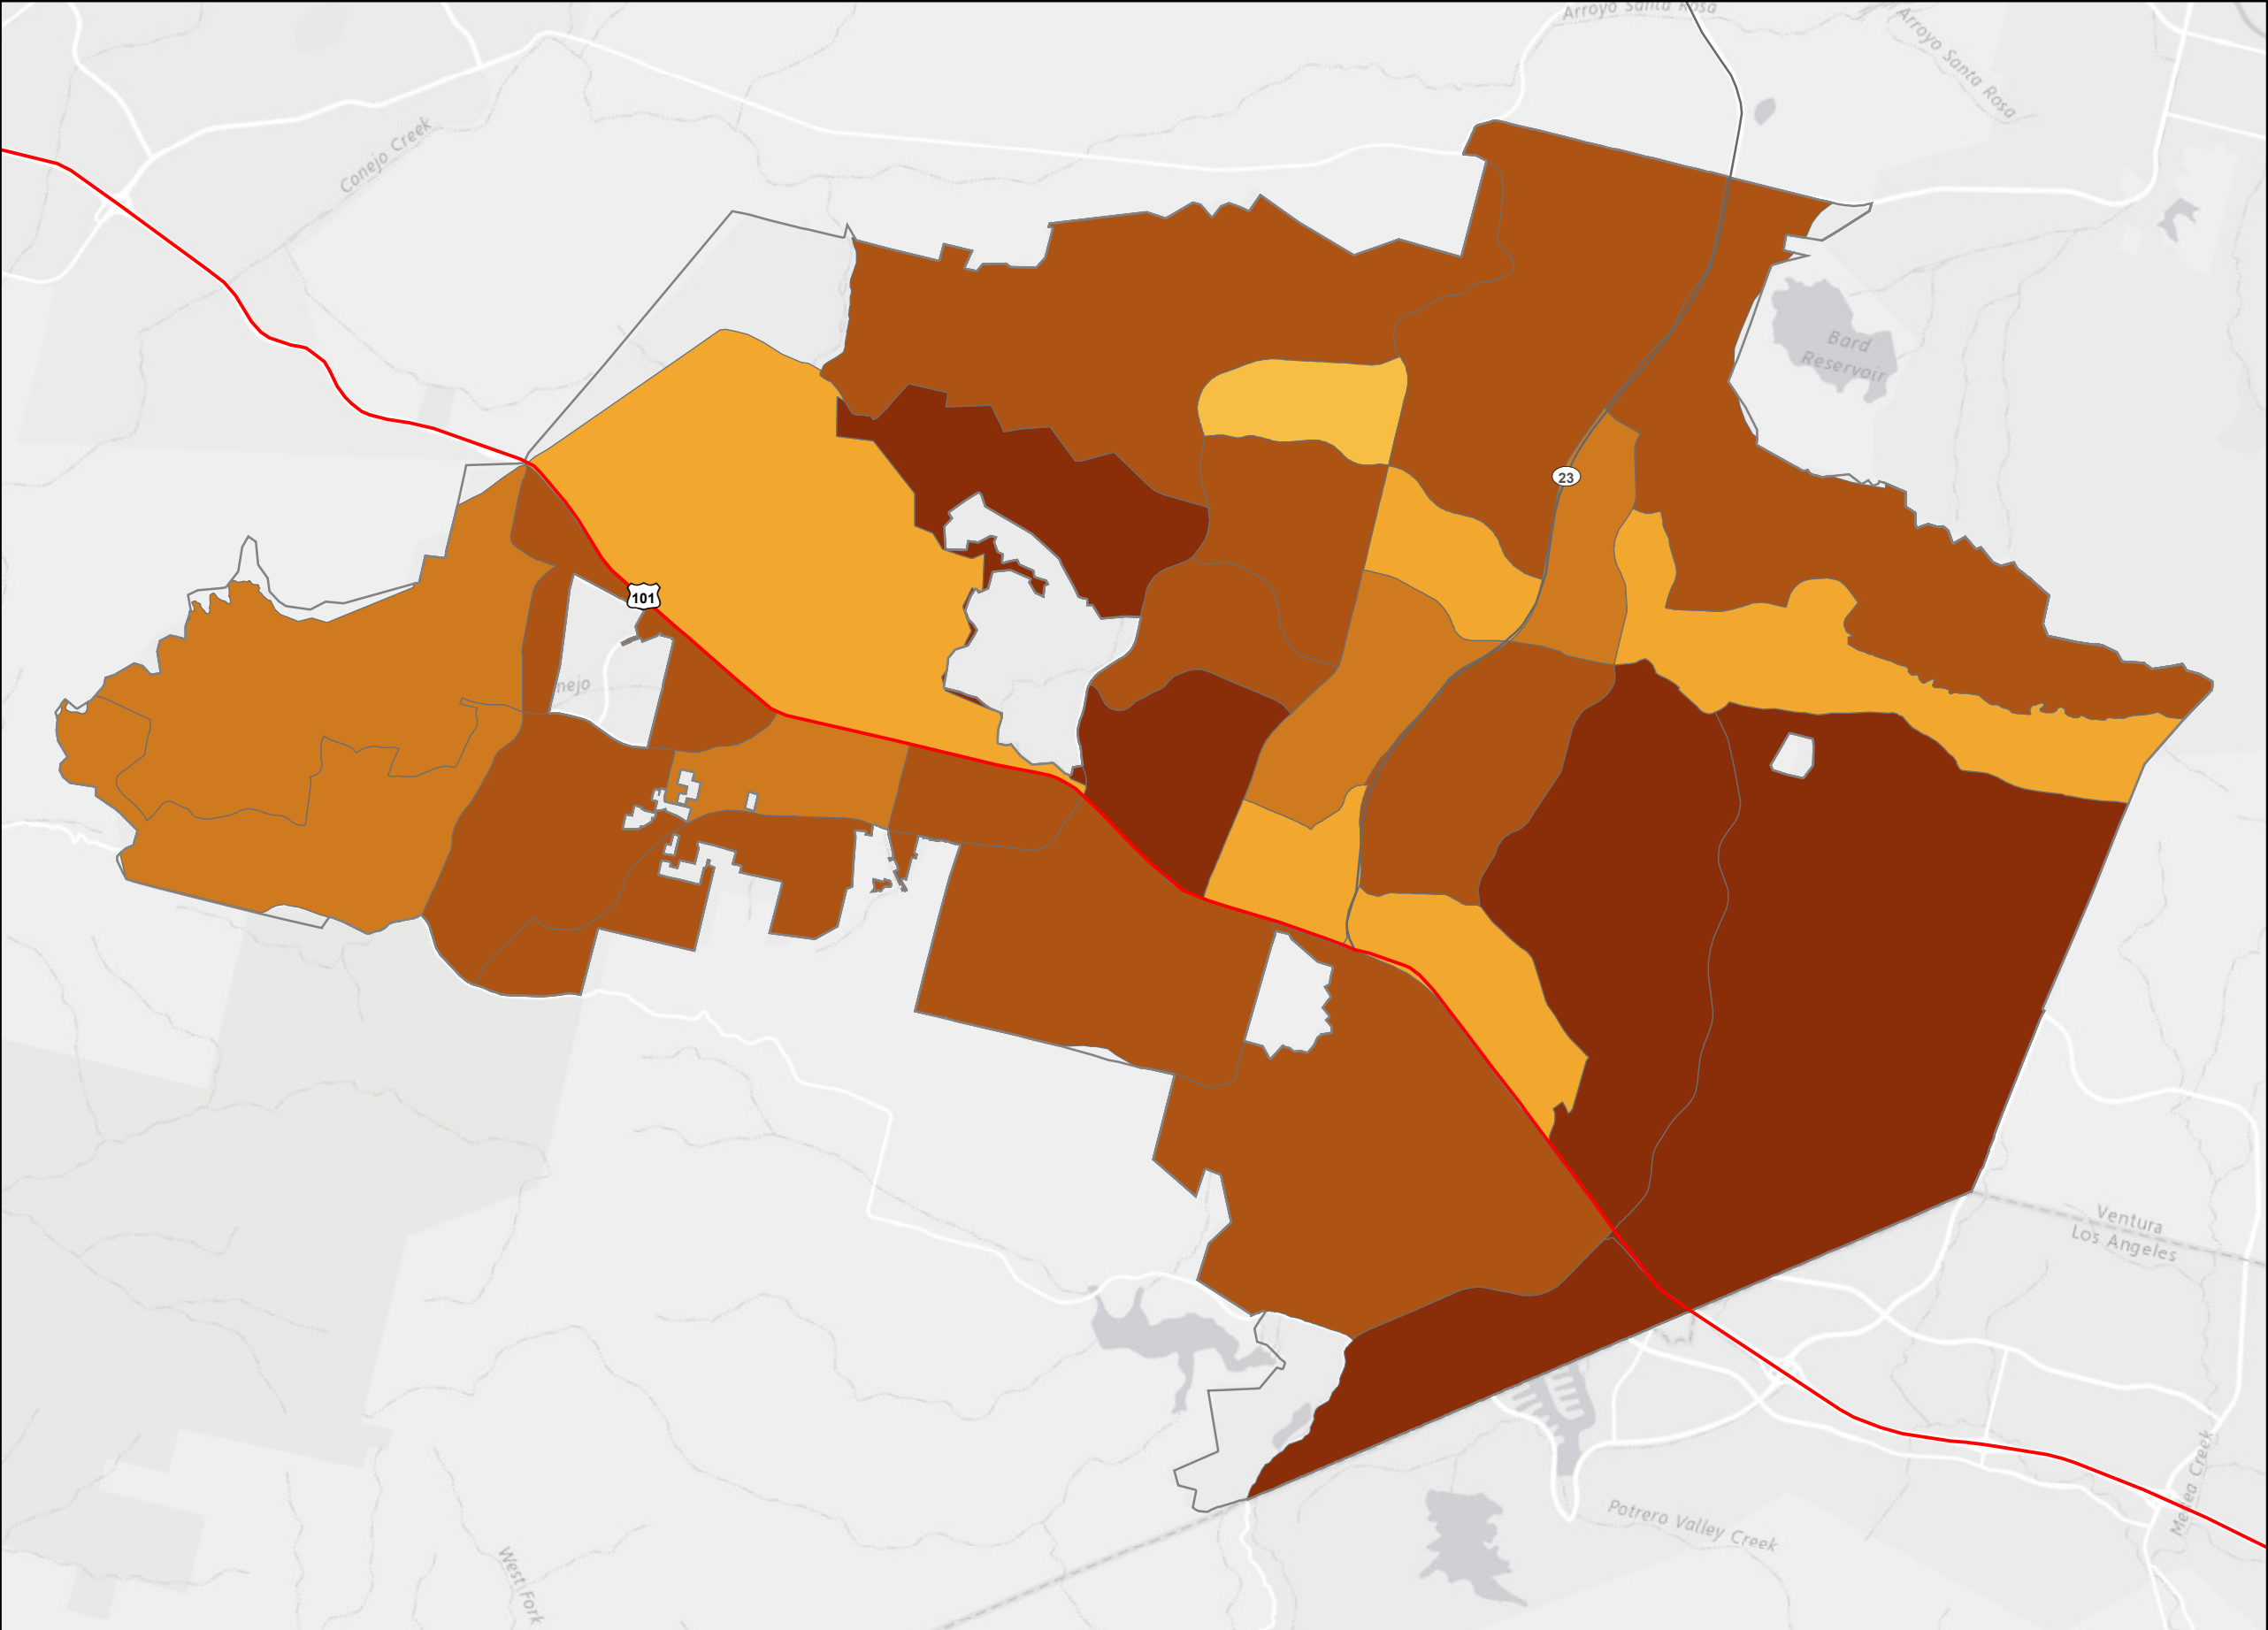 Arroyo Santa Rosa
Arroyo Santa Rosa
Conejo Creek
Bard
Reservoir
23
101
nejo
Ventura
Los Angeles
Potrero Valley Creek
West Fork
Creek